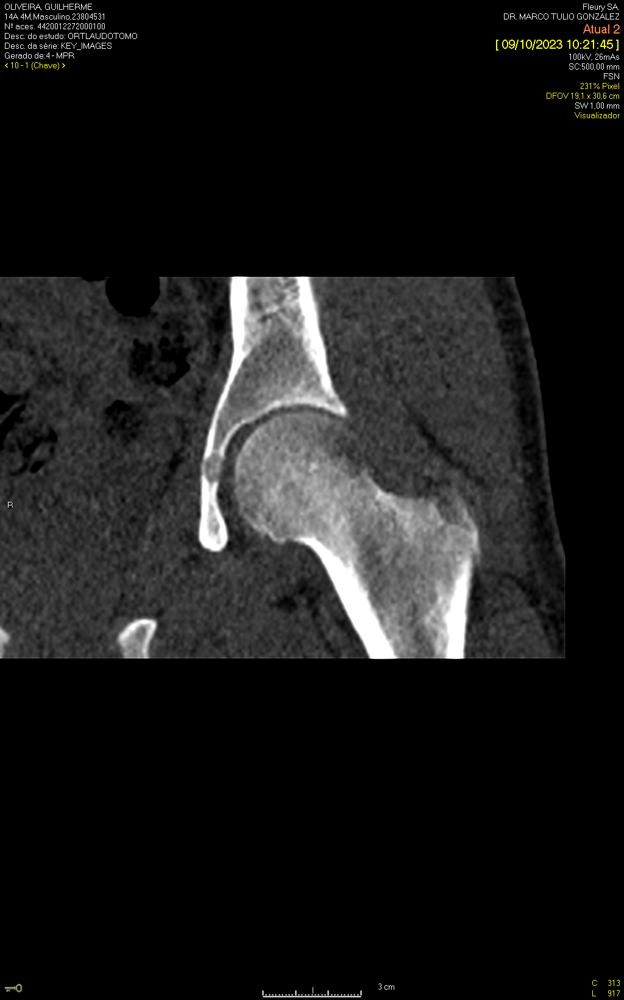 OLIVEIRA, GUILHERME
14A 4M,Masculino,23804531
Nº aces. 4420012272000100
Desc. do estudo: ORTLAUDOTOMO
Desc. da série: KEY_IMAGES
Gerado de:4 - MPR
< 10 - 1 (Chave) >
Fleury SA.
DR. MARCO TULIO GONZALEZ
Atual 2
[ 09/10/2023 10:21:45 ]
100kV, 26mAs
SC:500,00 mm
FSN
231% Pixel
DFOV 19,1 x 30,6 cm
SW 1,00 mm
Visualizador
R
3 cm
C 313
L 917